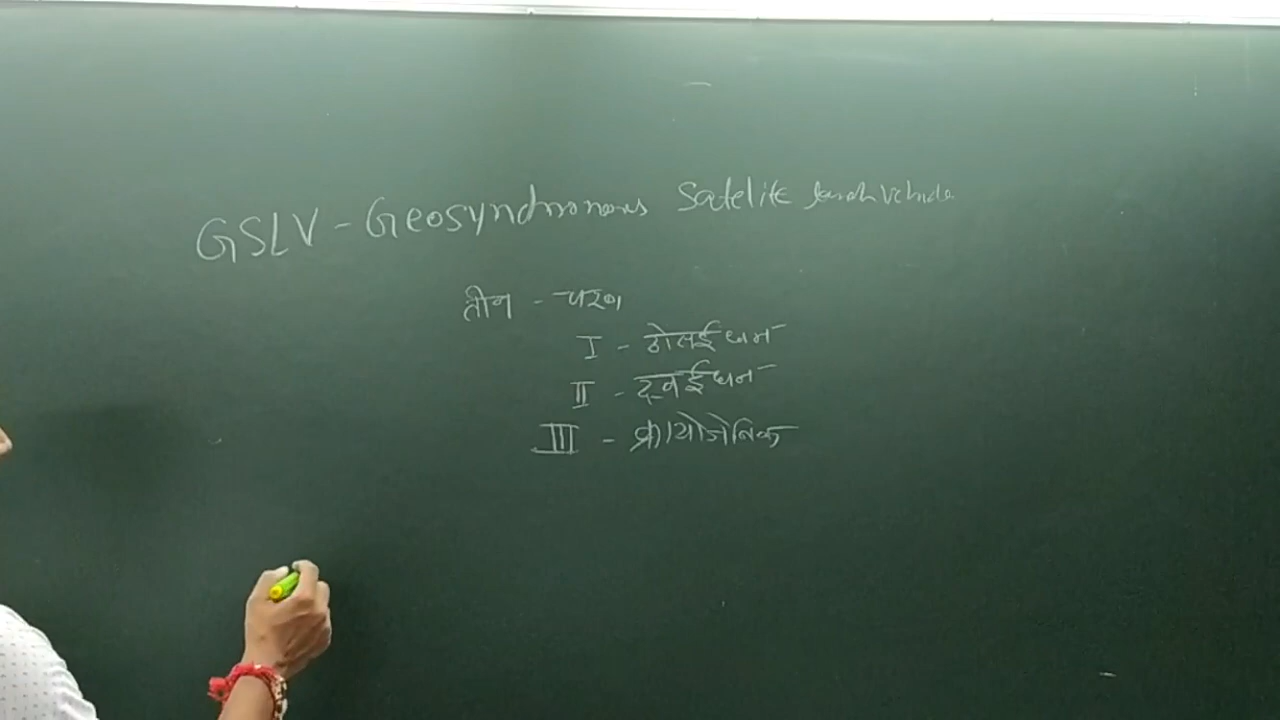 GSLV - Geosynchronous Satelite launch vehicle
तीन - चरण
I - ठोस ईंधन
II - द्रव ईंधन
III - क्रायोजेनिक